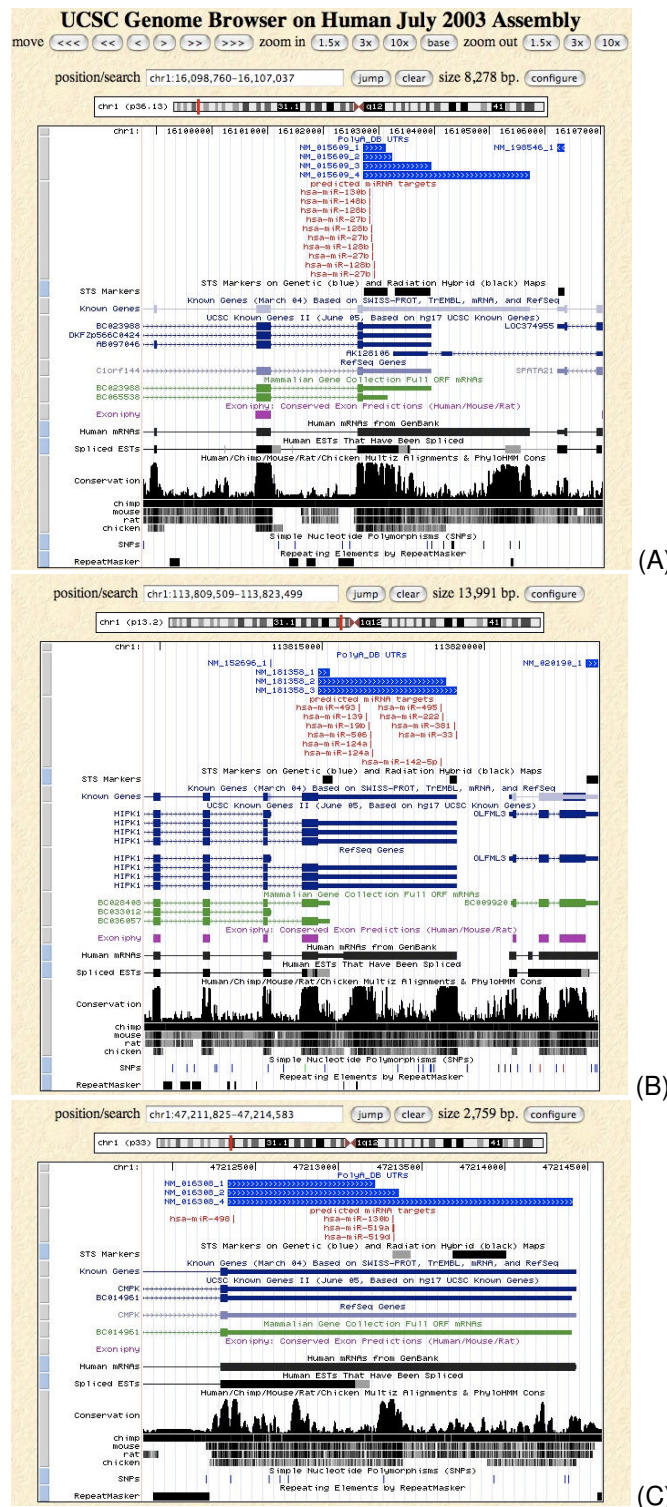 UCSC Genome Browser on Human July 2003 Assembly
move <<< << < > >> >>> zoom in 1.5x 3x 10x base zoom out 1.5x 3x 10x
position/search chr1:16,098,760-16,107,037 jump clear size 8,278 bp. configure
chr1 (p36.13) 31.1 q12 41
chr1: 16100000 16101000 16102000 16103000 16104000 16105000 16106000 16107000
PolyA_DB UTRs
NM_015609_1 NM_198546_1
NM_015609_2
NM_015609_3
NM_015609_4
predicted miRNA targets
hsa-miR-130b
hsa-miR-148b
hsa-miR-128b
hsa-miR-27b
hsa-miR-128b
hsa-miR-27b
hsa-miR-128b
hsa-miR-27b
hsa-miR-128b
hsa-miR-27b
STS Markers on Genetic (blue) and Radiation Hybrid (black) Maps
STS Markers
Known Genes (March 04) Based on SWISS-PROT, TrEMBL, mRNA, and RefSeq
Known Genes
UCSC Known Genes II (June 05, Based on hg17 UCSC Known Genes)
BC023988 LOC374955
DKFZp566C0424
AB097046
AK128106
RefSeq Genes
C1orf144 SPATA21
Mammalian Gene Collection Full ORF mRNAs
BC023988
BC065538
Exoniphy: Conserved Exon Predictions (Human/Mouse/Rat)
Exoniphy
Human mRNAs from GenBank
Human mRNAs
Human ESTs That Have Been Spliced
Spliced ESTs
Human/Chimp/Mouse/Rat/Chicken Multiz Alignments & PhyloHMM Cons
Conservation
chimp
mouse
rat
chicken
Simple Nucleotide Polymorphisms (SNPs)
SNPs
Repeating Elements by RepeatMasker
RepeatMasker
(A)
position/search chr1:113,809,509-113,823,499 jump clear size 13,991 bp. configure
chr1 (p13.2) 31.1 1q12 41
chr1: 113815000 113820000
PolyA_DB UTRs
NM_152696_1 NM_020190_1
NM_181358_1
NM_181358_2
NM_181358_3
predicted miRNA targets
hsa-miR-493 hsa-miR-495
hsa-miR-139 hsa-miR-222
hsa-miR-19b hsa-miR-381
hsa-miR-506 hsa-miR-33
hsa-miR-124a
hsa-miR-124a hsa-miR-142-5p
STS Markers on Genetic (blue) and Radiation Hybrid (black) Maps
STS Markers
Known Genes (March 04) Based on SWISS-PROT, TrEMBL, mRNA, and RefSeq
Known Genes
UCSC Known Genes II (June 05, Based on hg17 UCSC Known Genes)
HIPK1 OLFML3
HIPK1
HIPK1
HIPK1
RefSeq Genes
HIPK1 OLFML3
HIPK1
HIPK1
HIPK1
Mammalian Gene Collection Full ORF mRNAs
BC028408 BC009920
BC033012
BC036057
Exoniphy: Conserved Exon Predictions (Human/Mouse/Rat)
Exoniphy
Human mRNAs from GenBank
Human mRNAs
Human ESTs That Have Been Spliced
Spliced ESTs
Human/Chimp/Mouse/Rat/Chicken Multiz Alignments & PhyloHMM Cons
Conservation
chimp
mouse
rat
chicken
Simple Nucleotide Polymorphisms (SNPs)
SNPs
Repeating Elements by RepeatMasker
RepeatMasker
(B)
position/search chr1:47,211,825-47,214,583 jump clear size 2,759 bp. configure
chr1 (p33) 31.1 1q12 41
chr1: 47212500 47213000 47213500 47214000 47214500
PolyA_DB UTRs
NM_016308_1
NM_016308_2
NM_016308_4
predicted miRNA targets
hsa-miR-498 hsa-miR-130b
hsa-miR-519a
hsa-miR-519d
STS Markers on Genetic (blue) and Radiation Hybrid (black) Maps
STS Markers
Known Genes (March 04) Based on SWISS-PROT, TrEMBL, mRNA, and RefSeq
Known Genes
UCSC Known Genes II (June 05, Based on hg17 UCSC Known Genes)
CMPK
BC014961
RefSeq Genes
CMPK
Mammalian Gene Collection Full ORF mRNAs
BC014961
Exoniphy: Conserved Exon Predictions (Human/Mouse/Rat)
Exoniphy
Human mRNAs from GenBank
Human mRNAs
Human ESTs That Have Been Spliced
Spliced ESTs
Human/Chimp/Mouse/Rat/Chicken Multiz Alignments & PhyloHMM Cons
Conservation
chimp
mouse
rat
chicken
Simple Nucleotide Polymorphisms (SNPs)
SNPs
Repeating Elements by RepeatMasker
RepeatMasker
(C)